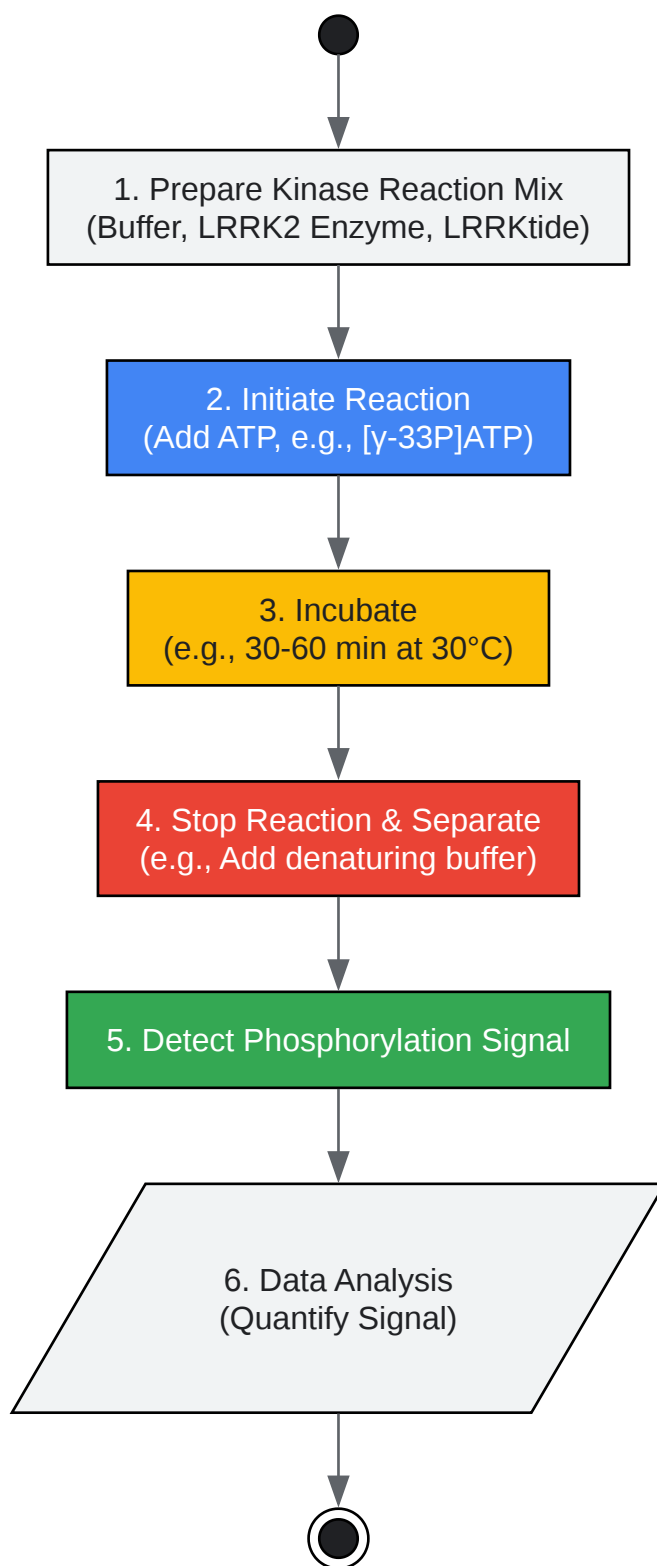 1. Prepare Kinase Reaction Mix
(Buffer, LRRK2 Enzyme, LRRKtide)
2. Initiate Reaction
(Add ATP, e.g., [γ-33P]ATP)
3. Incubate
(e.g., 30-60 min at 30°C)
4. Stop Reaction & Separate
(e.g., Add denaturing buffer)
5. Detect Phosphorylation Signal
6. Data Analysis
(Quantify Signal)